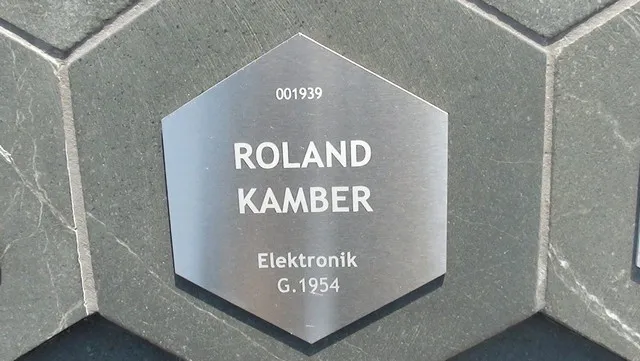 001939
ROLAND
KAMBER
Elektronik
G.1954